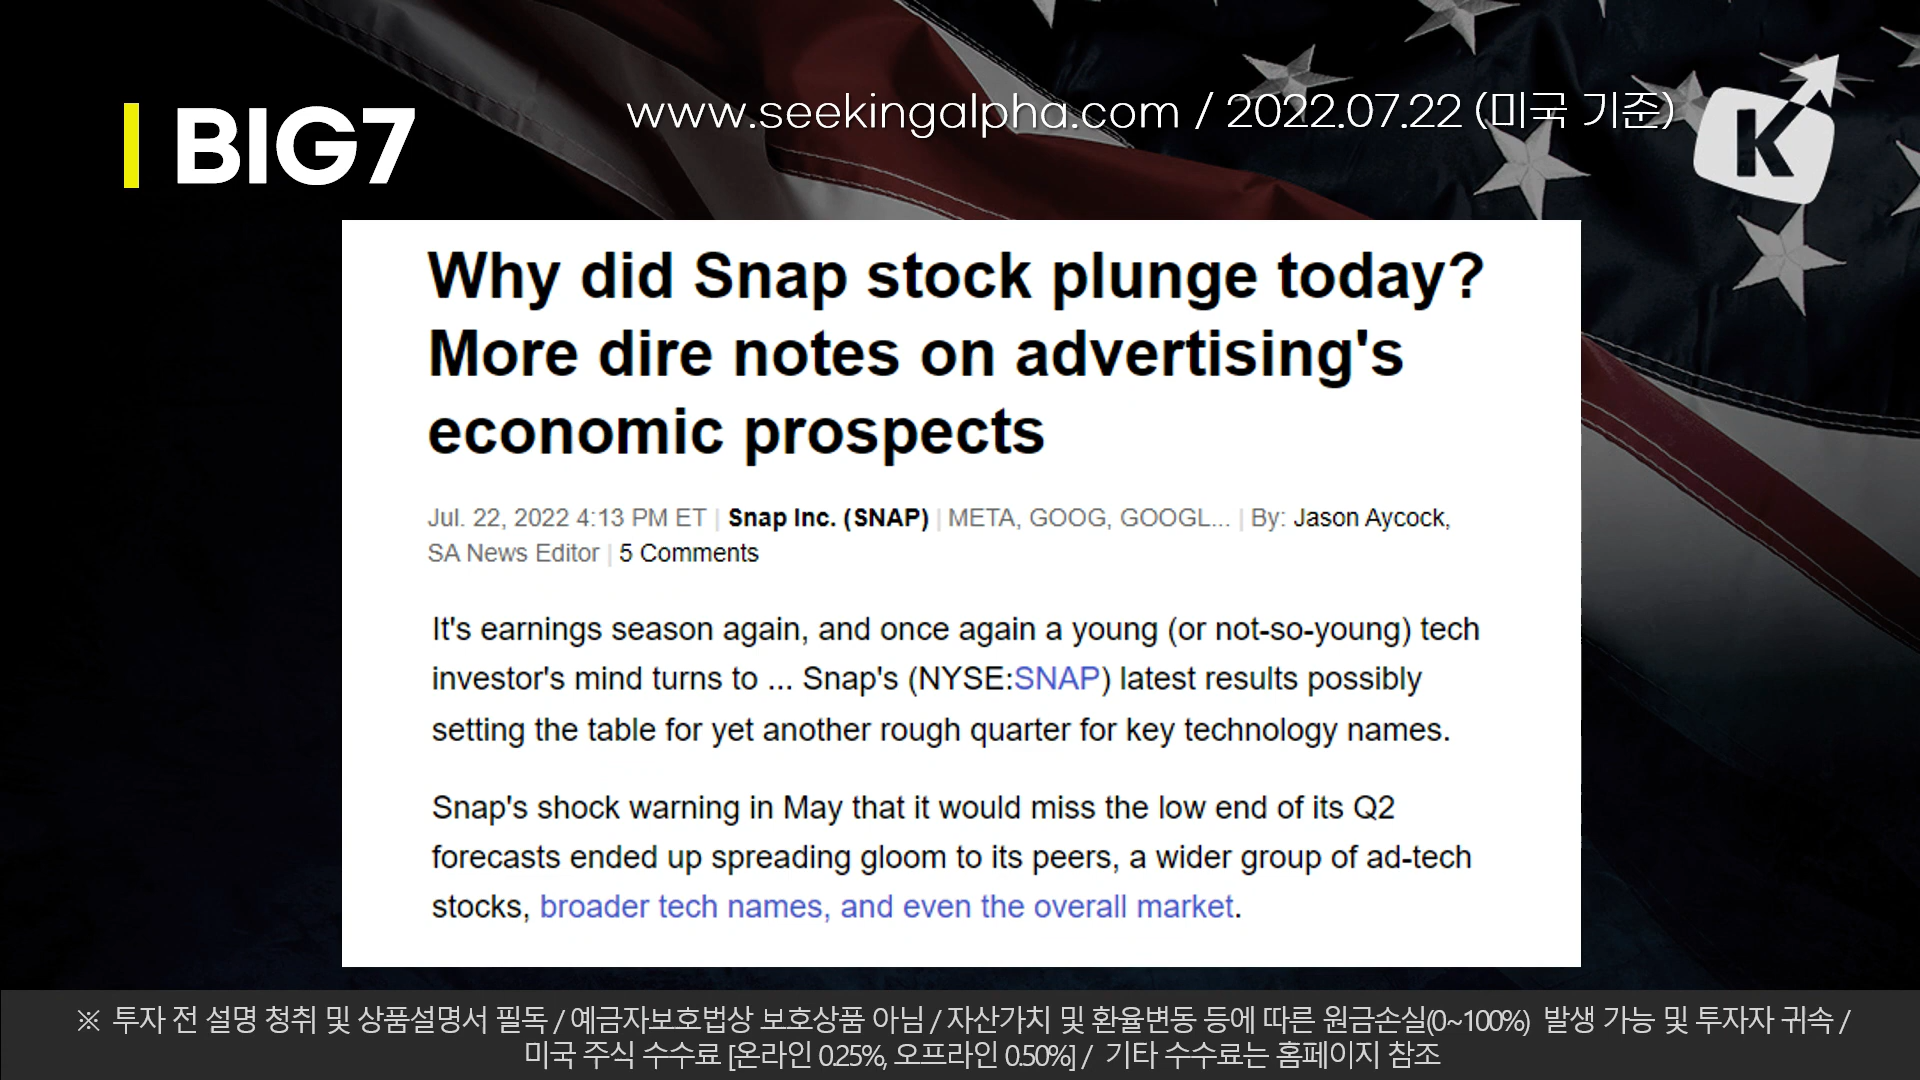 BIG7
www.seekingalpha.com / 2022.07.22 (미국 기준)
K
Why did Snap stock plunge today?
More dire notes on advertising's
economic prospects
Jul. 22, 2022 4:13 PM ET | Snap Inc. (SNAP) | META, GOOG, GOOGL... | By: Jason Aycock,
SA News Editor | 5 Comments
It's earnings season again, and once again a young (or not-so-young) tech
investor's mind turns to ... Snap's (NYSE:SNAP) latest results possibly
setting the table for yet another rough quarter for key technology names.
Snap's shock warning in May that it would miss the low end of its Q2
forecasts ended up spreading gloom to its peers, a wider group of ad-tech
stocks, broader tech names, and even the overall market.
※ 투자 전 설명 청취 및 상품설명서 필독 / 예금자보호법상 보호상품 아님 / 자산가치 및 환율변동 등에 따른 원금손실(0~100%) 발생 가능 및 투자자 귀속 /
미국 주식 수수료 [온라인 0.25%, 오프라인 0.50%] / 기타 수수료는 홈페이지 참조